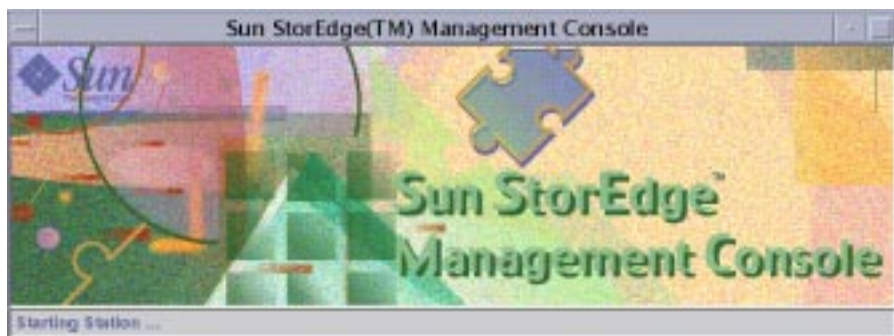 Sun StorEdge(TM) Management Console
Sun
Sun StorEdge™
Management Console
Starting Station ...